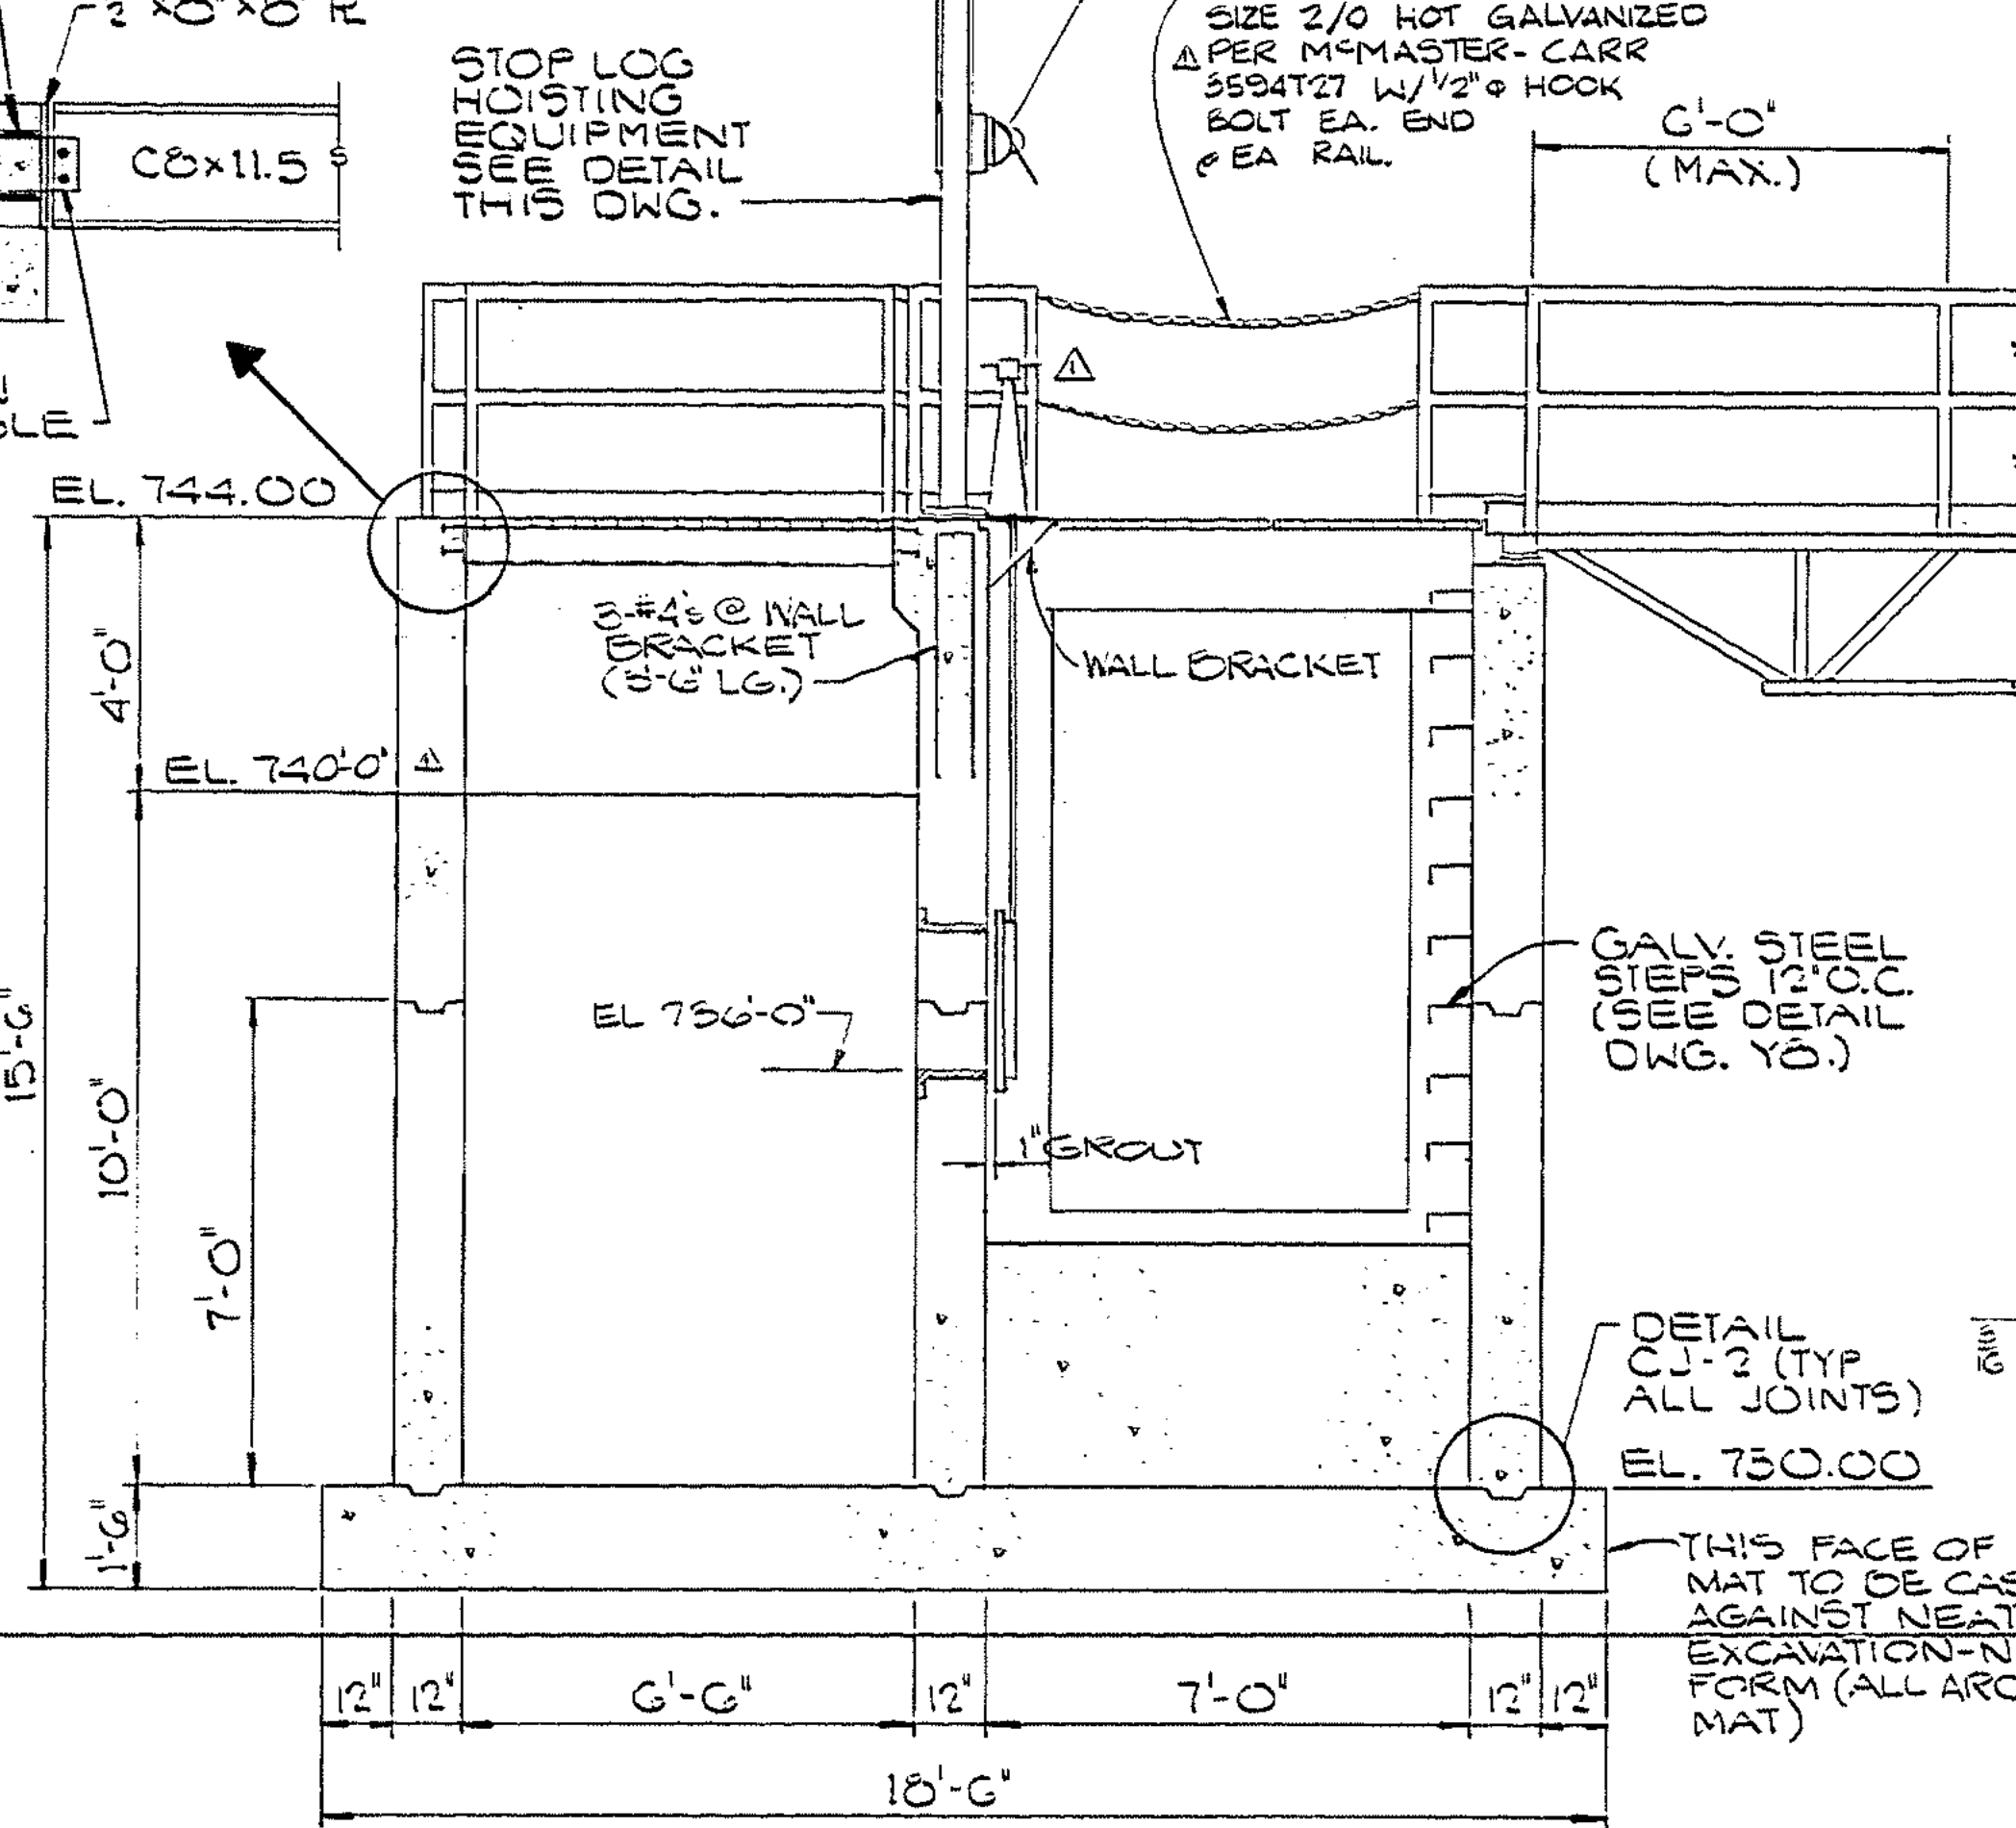 STOP LOG
HOISTING
EQUIPMENT
SEE DETAIL
THIS DWG.
SIZE 2/0 HOT GALVANIZED
1 PER McMASTER-CARR
3594T27 W/ 1/2" ⌀ HOOK
BOLT EA. END
@ EA RAIL.
6'-0"
(MAX.)
C8x11.5
1
EL. 744.00
3-#4's @ WALL
BRACKET
(3'-6" LG.)
WALL BRACKET
4'-0"
EL. 740'-0" 1
15'-6"
10'-0"
7'-0"
1'-6"
EL 736'-0"
1" GROUT
GALV. STEEL
STEPS 12" O.C.
(SEE DETAIL
DWG. Y8.)
DETAIL
CJ-2 (TYP
ALL JOINTS)
EL. 730.00
THIS FACE OF
MAT TO BE CAS
AGAINST NEAT
EXCAVATION-N
FORM (ALL ARO
MAT)
12" 12" 6'-6" 12" 7'-0" 12" 12"
18'-6"